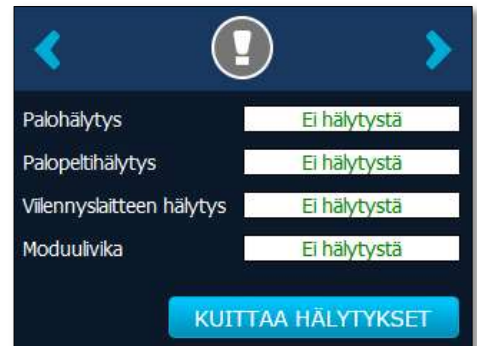 Palohälytys Ei hälytystä
Palopeltihälytys Ei hälytystä
Viilennyslaitteen hälytys Ei hälytystä
Moduulivika Ei hälytystä
KUITTAA HÄLYTYKSET